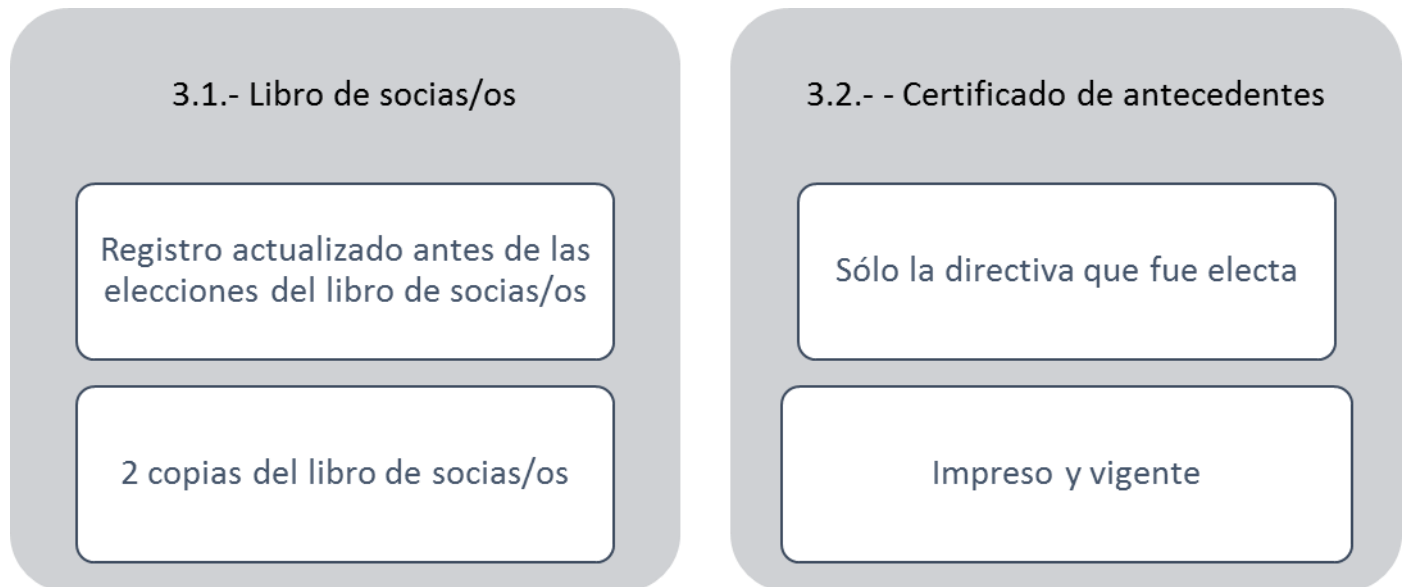 3.1.- Libro de socias/os
Registro actualizado antes de las
elecciones del libro de socias/os
2 copias del libro de socias/os
3.2.- - Certificado de antecedentes
Sólo la directiva que fue electa
Impreso y vigente